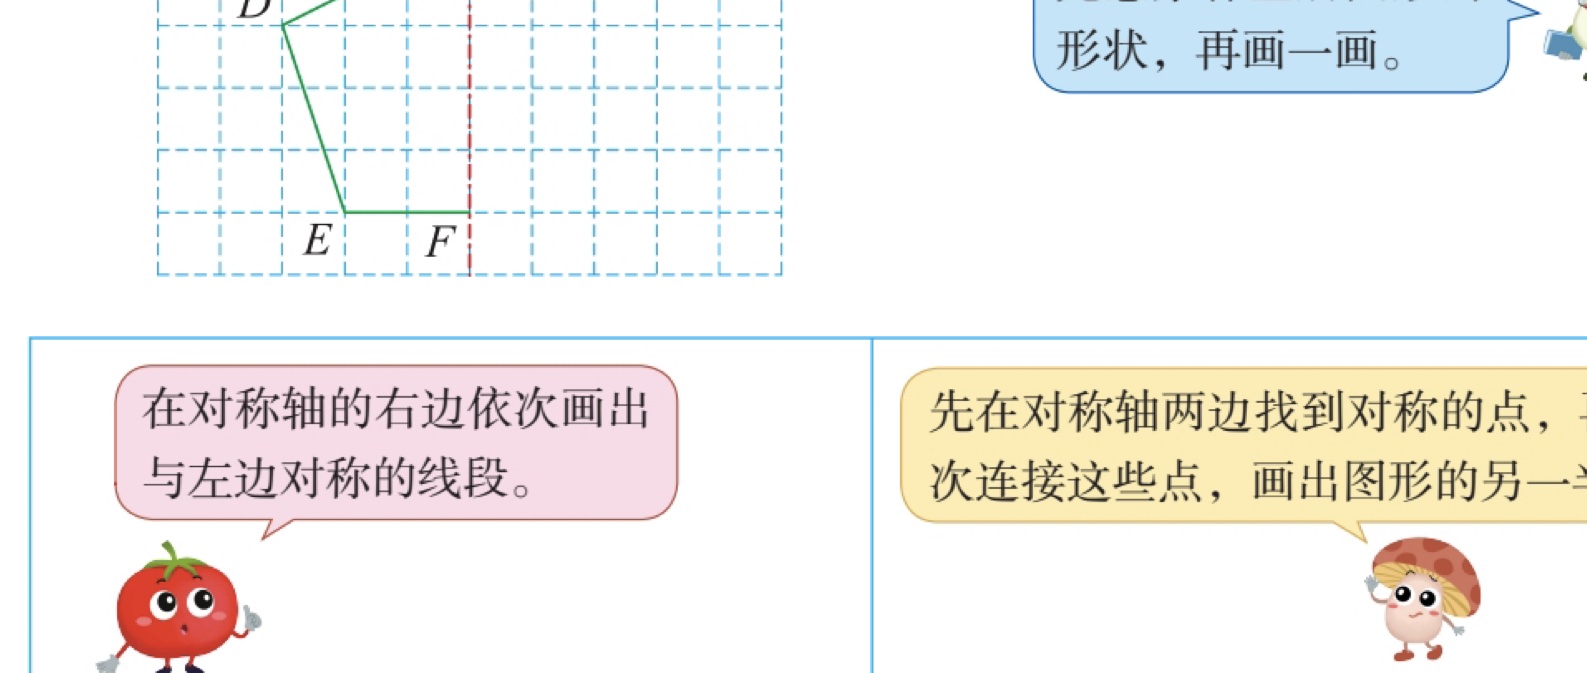 D
形状，再画一画。
E
F
在对称轴的右边依次画出
与左边对称的线段。
先在对称轴两边找到对称的点，
次连接这些点，画出图形的另一